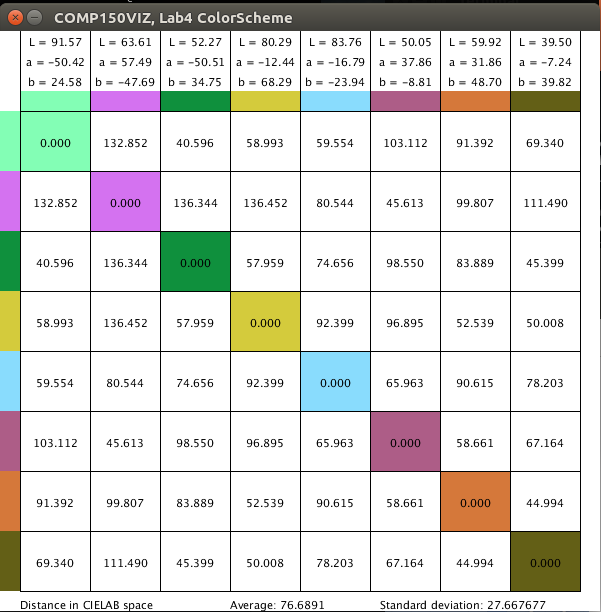 COMP150VIZ, Lab4 ColorScheme
L = 91.57 L = 63.61 L = 52.27 L = 80.29 L = 83.76 L = 50.05 L = 59.92 L = 39.50
a = -50.42 a = 57.49 a = -50.51 a = -12.44 a = -16.79 a = 37.86 a = 31.86 a = -7.24
b = 24.58 b = -47.69 b = 34.75 b = 68.29 b = -23.94 b = -8.81 b = 48.70 b = 39.82
0.000 132.852 40.596 58.993 59.554 103.112 91.392 69.340
132.852 0.000 136.344 136.452 80.544 45.613 99.807 111.490
40.596 136.344 0.000 57.959 74.656 98.550 83.889 45.399
58.993 136.452 57.959 0.000 92.399 96.895 52.539 50.008
59.554 80.544 74.656 92.399 0.000 65.963 90.615 78.203
103.112 45.613 98.550 96.895 65.963 0.000 58.661 67.164
91.392 99.807 83.889 52.539 90.615 58.661 0.000 44.994
69.340 111.490 45.399 50.008 78.203 67.164 44.994 0.000
Distance in CIELAB space Average: 76.6891 Standard deviation: 27.667677